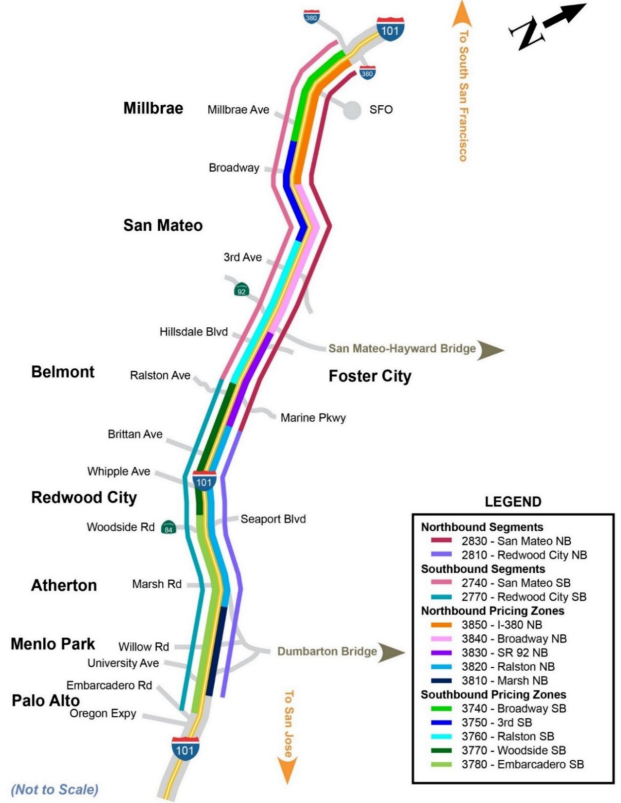 380
101
N
To South San Francisco
380
Millbrae
Millbrae Ave
SFO
Broadway
San Mateo
3rd Ave
92
Hillsdale Blvd
San Mateo-Hayward Bridge
Belmont
Ralston Ave
Foster City
Marine Pkwy
Brittan Ave
Whipple Ave
101
Redwood City
Woodside Rd
84
Seaport Blvd
Atherton
Marsh Rd
Menlo Park
Willow Rd
Dumbarton Bridge
University Ave
Embarcadero Rd
Palo Alto
Oregon Expy
To San Jose
101
(Not to Scale)
LEGEND
Northbound Segments
2830 - San Mateo NB
2810 - Redwood City NB
Southbound Segments
2740 - San Mateo SB
2770 - Redwood City SB
Northbound Pricing Zones
3850 - I-380 NB
3840 - Broadway NB
3830 - SR 92 NB
3820 - Ralston NB
3810 - Marsh NB
Southbound Pricing Zones
3740 - Broadway SB
3750 - 3rd SB
3760 - Ralston SB
3770 - Woodside SB
3780 - Embarcadero SB